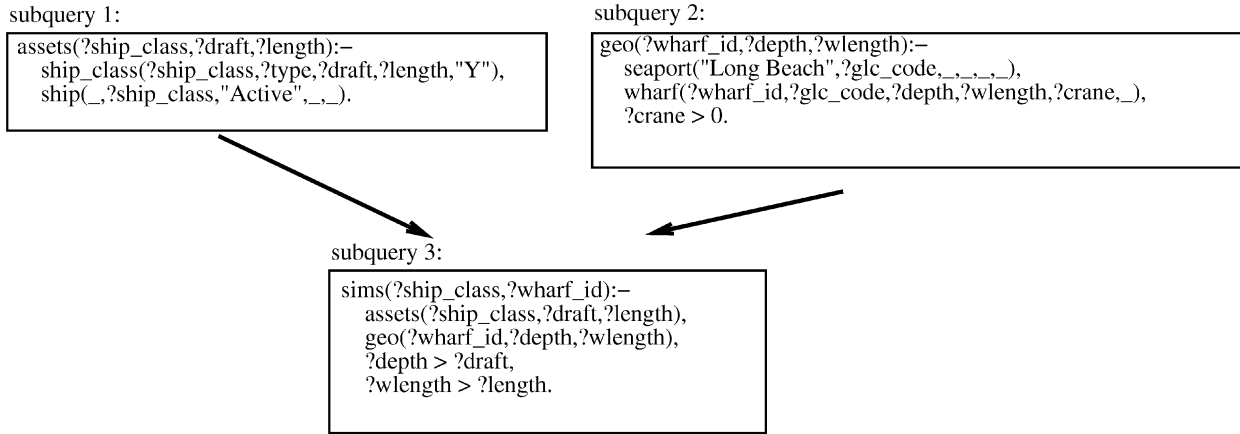 subquery 1:
assets(?ship_class,?draft,?length):−
ship_class(?ship_class,?type,?draft,?length,"Y"),
ship(_,?ship_class,"Active",_,_).
subquery 2:
geo(?wharf_id,?depth,?wlength):−
seaport("Long Beach",?glc_code,_,_,_,_),
wharf(?wharf_id,?glc_code,?depth,?wlength,?crane,_),
?crane > 0.
subquery 3:
sims(?ship_class,?wharf_id):−
assets(?ship_class,?draft,?length),
geo(?wharf_id,?depth,?wlength),
?depth > ?draft,
?wlength > ?length.